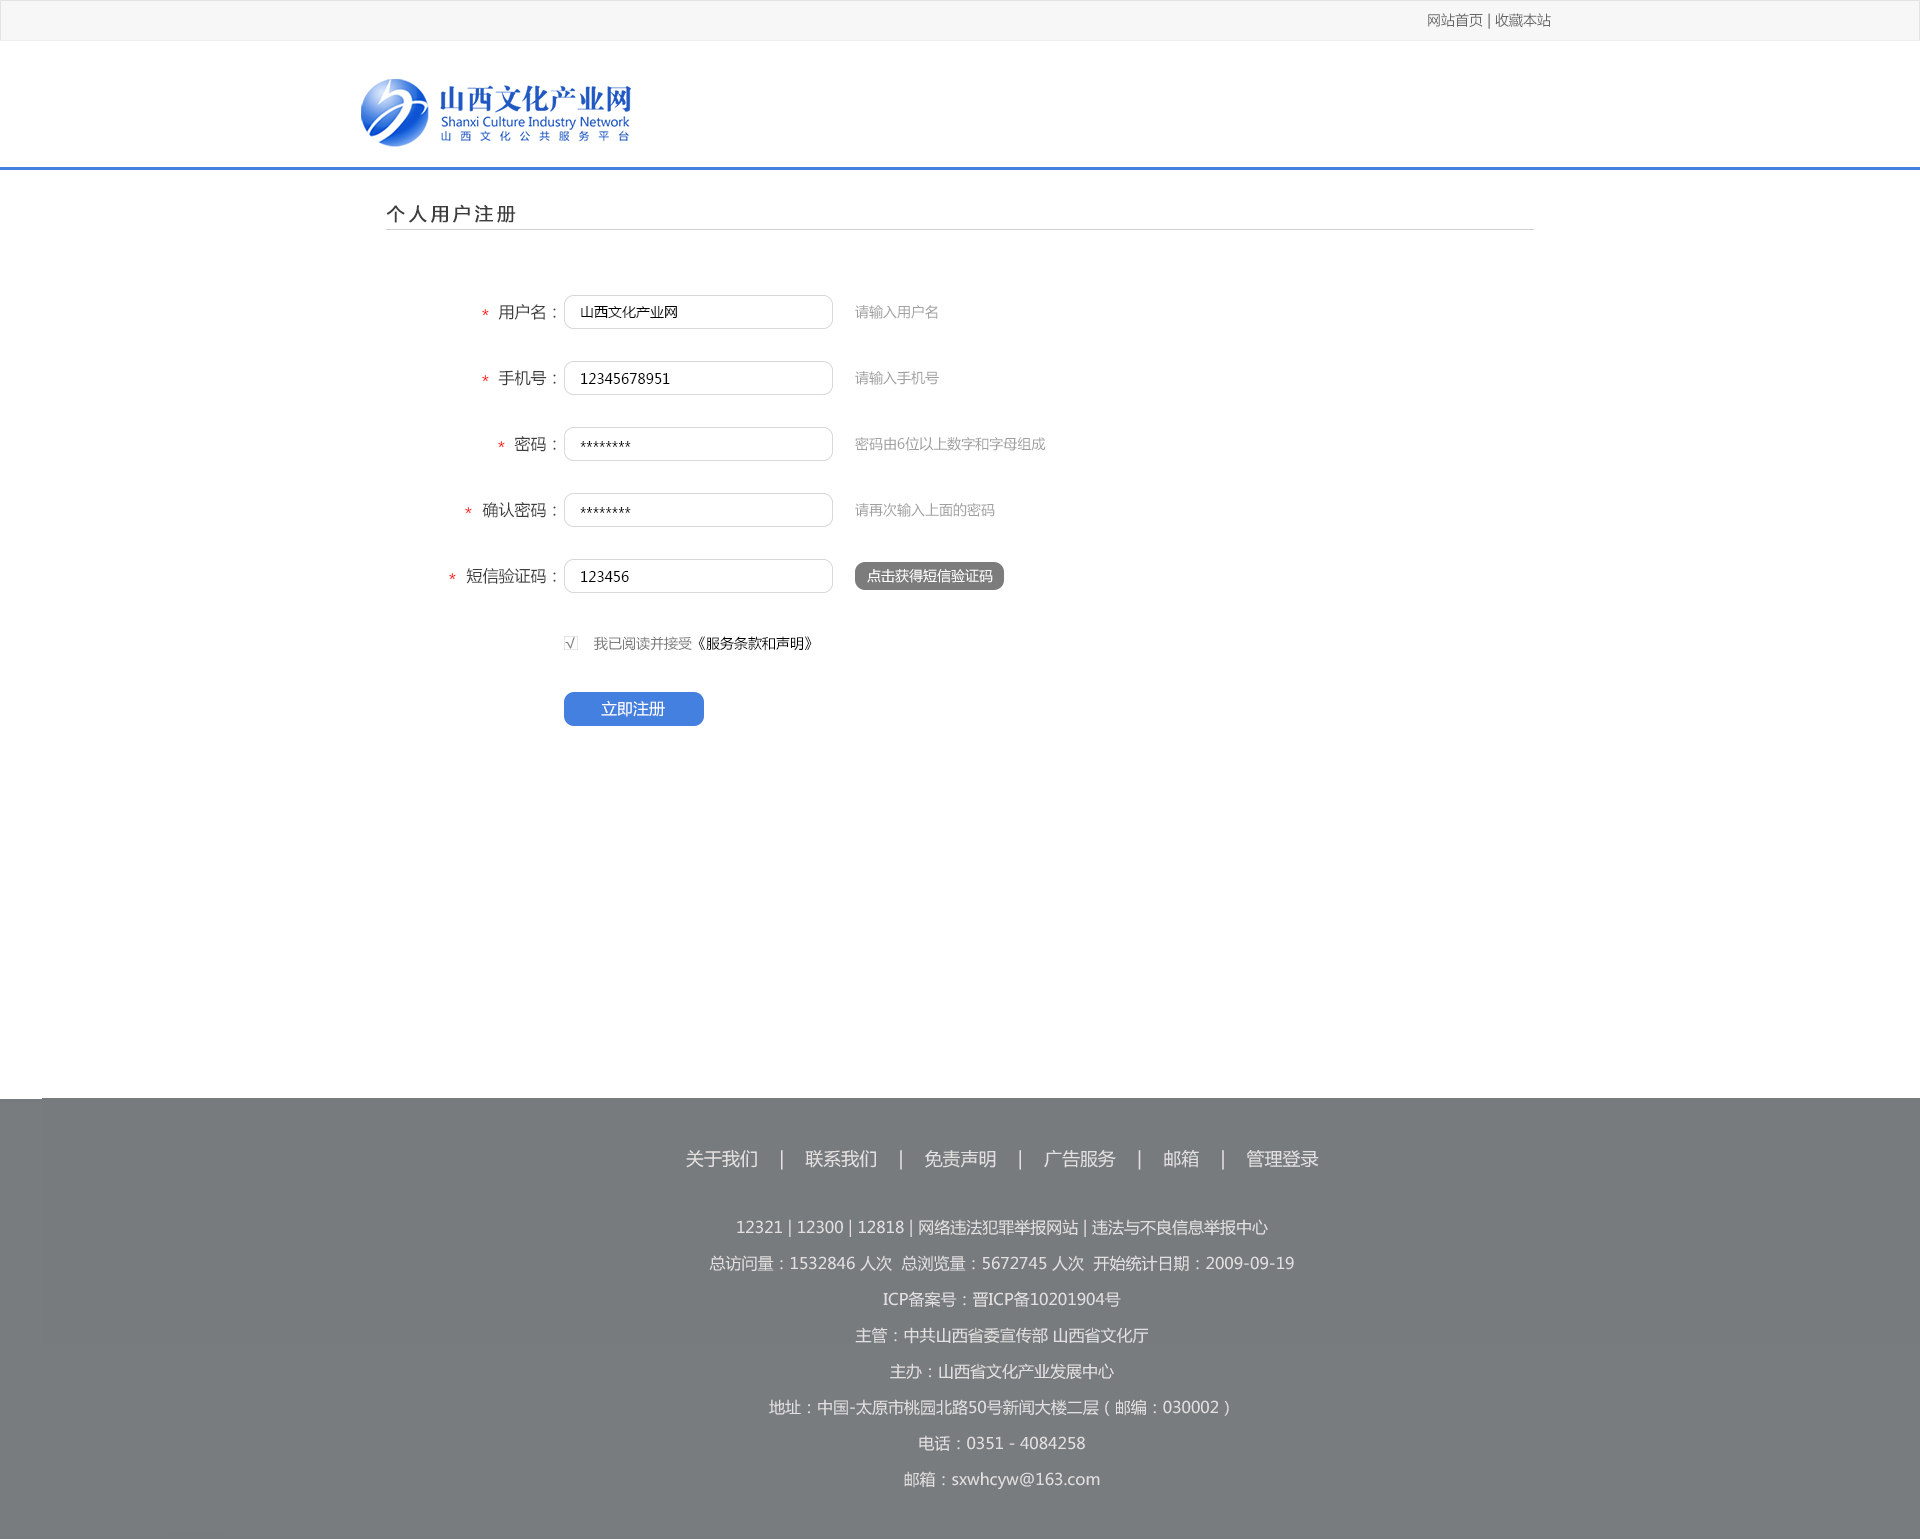 网站首页 | 收藏本站
山西文化产业网
Shanxi Culture Industry Network
山西文化公共服务平台
个人用户注册
* 用户名： 山西文化产业网 请输入用户名
* 手机号： 12345678951 请输入手机号
* 密码： ******** 密码由6位以上数字和字母组成
* 确认密码： ******** 请再次输入上面的密码
* 短信验证码： 123456 点击获得短信验证码
√ 我已阅读并接受《服务条款和声明》
立即注册
关于我们 | 联系我们 | 免责声明 | 广告服务 | 邮箱 | 管理登录
12321 | 12300 | 12818 | 网络违法犯罪举报网站 | 违法与不良信息举报中心
总访问量：1532846 人次 总浏览量：5672745 人次 开始统计日期：2009-09-19
ICP备案号：晋ICP备10201904号
主管：中共山西省委宣传部 山西省文化厅
主办：山西省文化产业发展中心
地址：中国-太原市桃园北路50号新闻大楼二层（邮编：030002）
电话：0351 - 4084258
邮箱：sxwhcyw@163.com